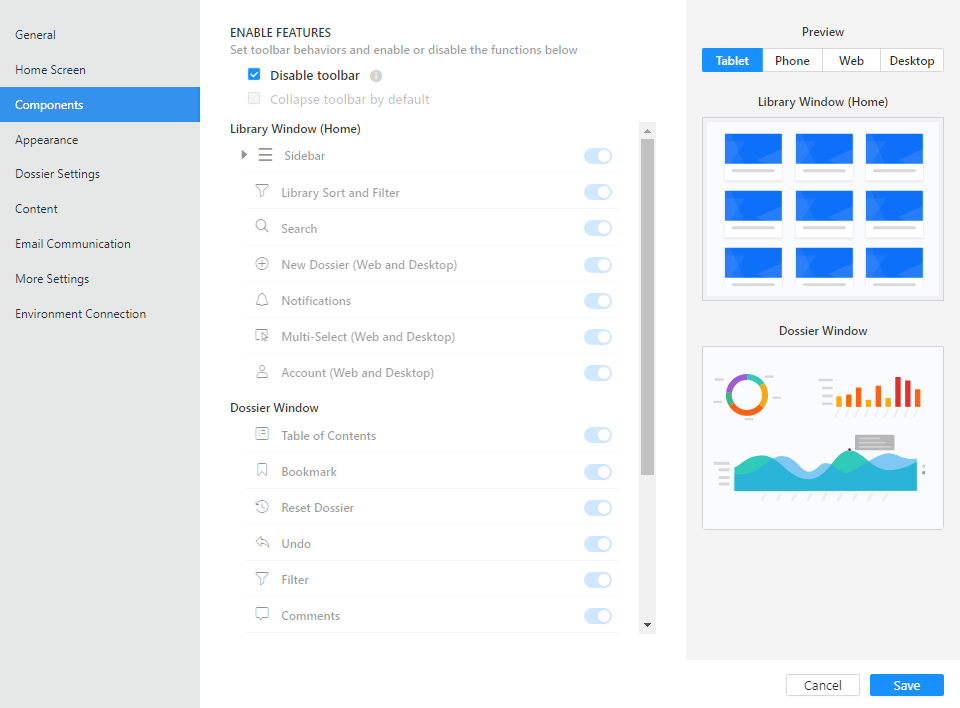 General
Home Screen
Components
Appearance
Dossier Settings
Content
Email Communication
More Settings
Environment Connection
ENABLE FEATURES
Set toolbar behaviors and enable or disable the functions below
Disable toolbar
Collapse toolbar by default
Library Window (Home)
Sidebar
Library Sort and Filter
Search
New Dossier (Web and Desktop)
Notifications
Multi-Select (Web and Desktop)
Account (Web and Desktop)
Dossier Window
Table of Contents
Bookmark
Reset Dossier
Undo
Filter
Comments
Preview
Tablet Phone Web Desktop
Library Window (Home)
Dossier Window
Cancel Save